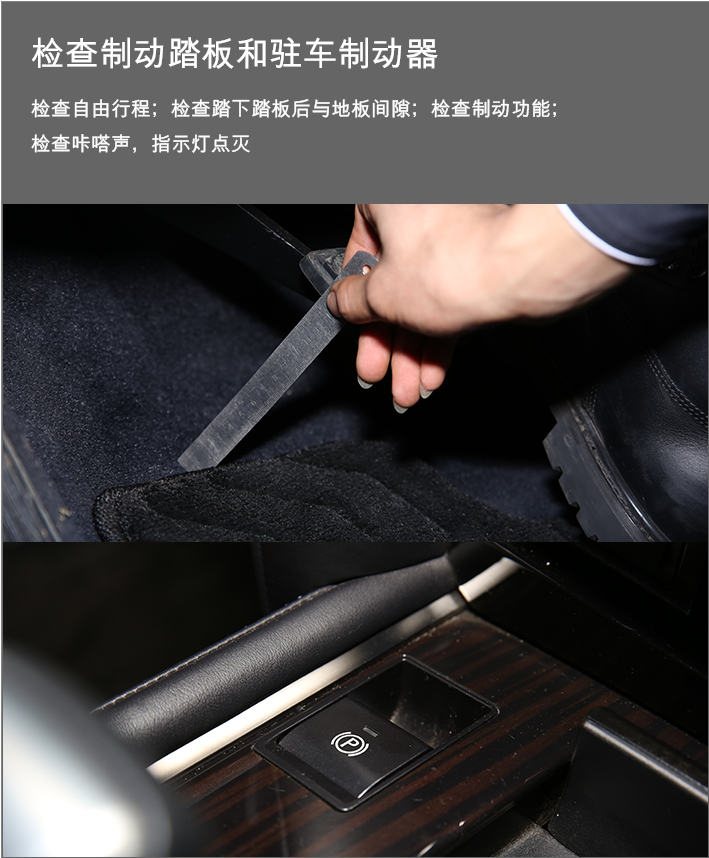 检查制动踏板和驻车制动器
检查自由行程；检查踏下踏板后与地板间隙；检查制动功能；
检查咔嗒声，指示灯点灭
P